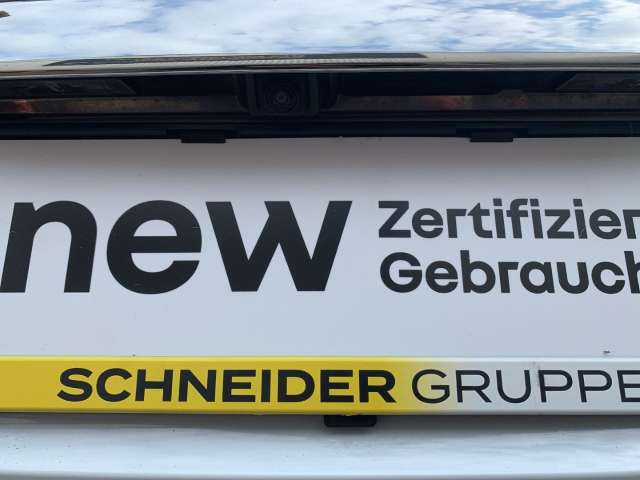 new
Zertifizier
Gebrauch
SCHNEIDER GRUPPE